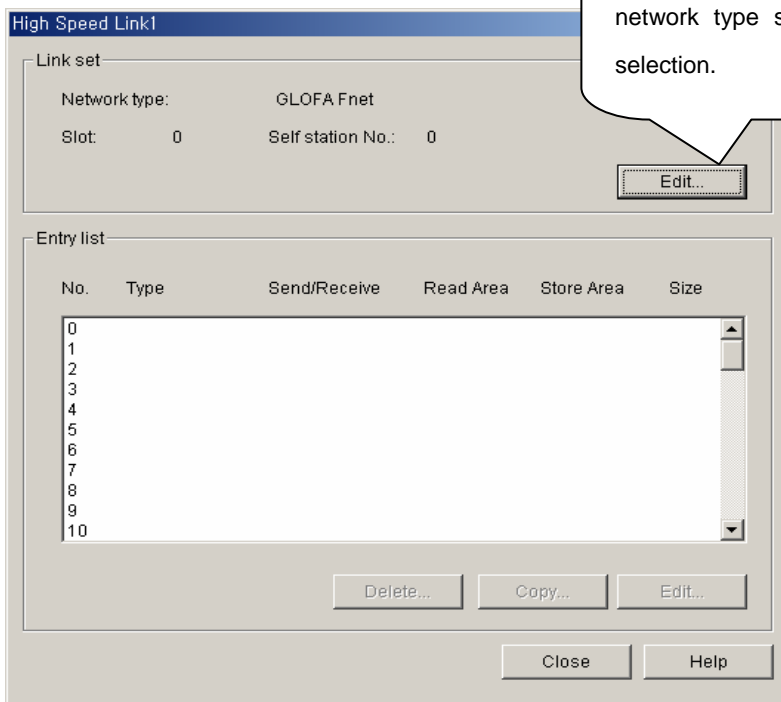 network type s
selection.
High Speed Link1
Link set
Network type: GLOFA Fnet
Slot: 0 Self station No.: 0
Edit...
Entry list
No. Type Send/Receive Read Area Store Area Size
0
1
2
3
4
5
6
7
8
9
10
Delete... Copy... Edit...
Close Help